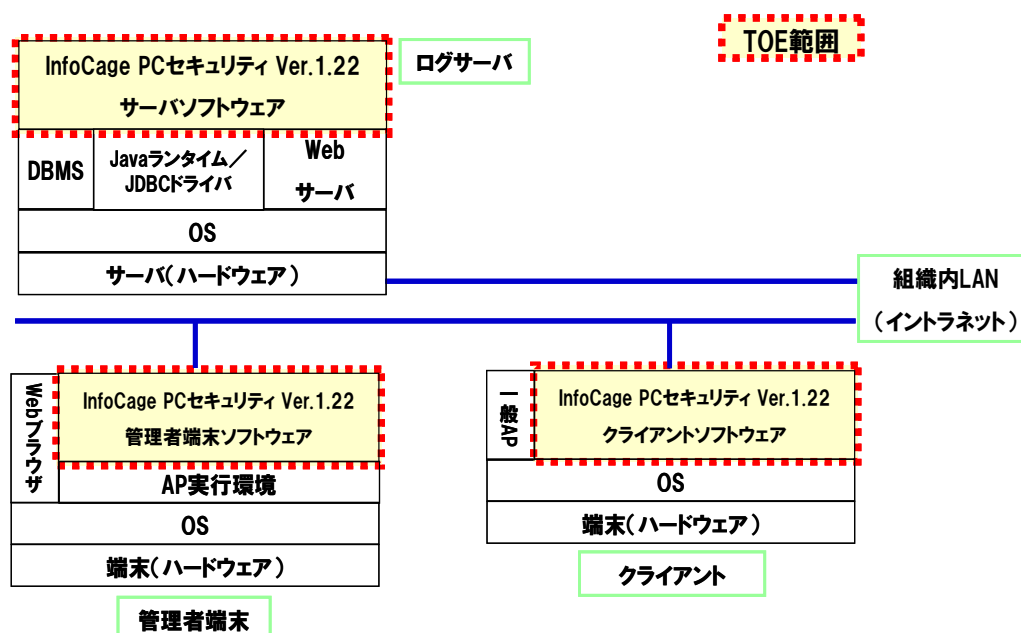 TOE範囲
InfoCage PCセキュリティ Ver.1.22
サーバソフトウェア
ログサーバ
DBMS
Javaランタイム／
JDBCドライバ
Web
サーバ
OS
サーバ(ハードウェア)
組織内LAN
(イントラネット)
Webブラウザ
InfoCage PCセキュリティ Ver.1.22
管理者端末ソフトウェア
AP実行環境
OS
端末(ハードウェア)
管理者端末
一般AP
InfoCage PCセキュリティ Ver.1.22
クライアントソフトウェア
OS
端末(ハードウェア)
クライアント